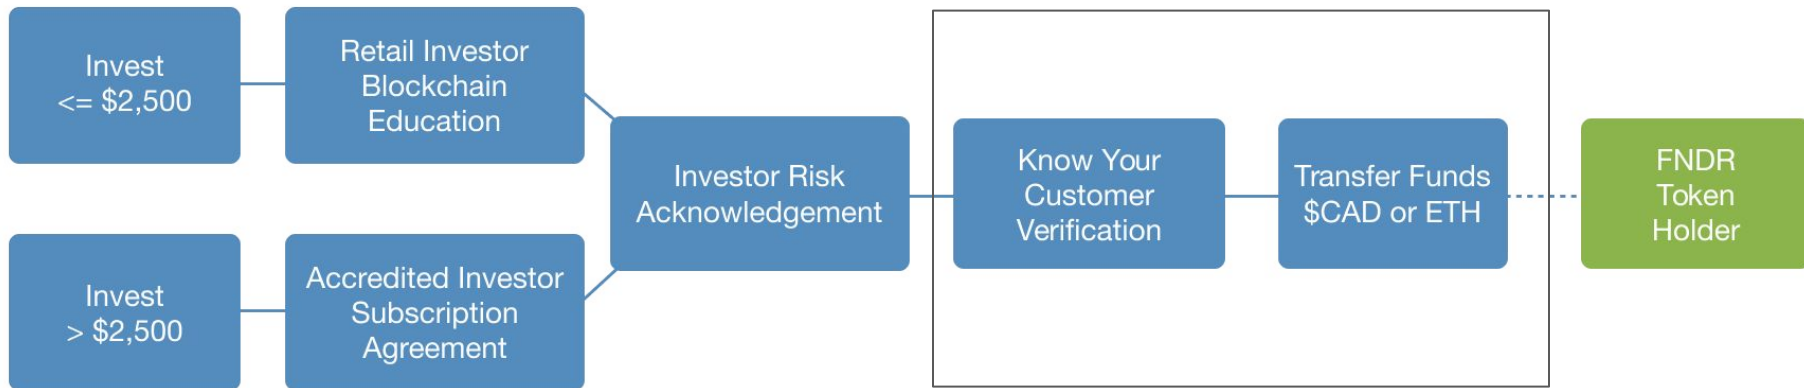 Invest
<= $2,500
Retail Investor
Blockchain
Education
Invest
> $2,500
Accredited Investor
Subscription
Agreement
Investor Risk
Acknowledgement
Know Your
Customer
Verification
Transfer Funds
$CAD or ETH
FNDR
Token
Holder